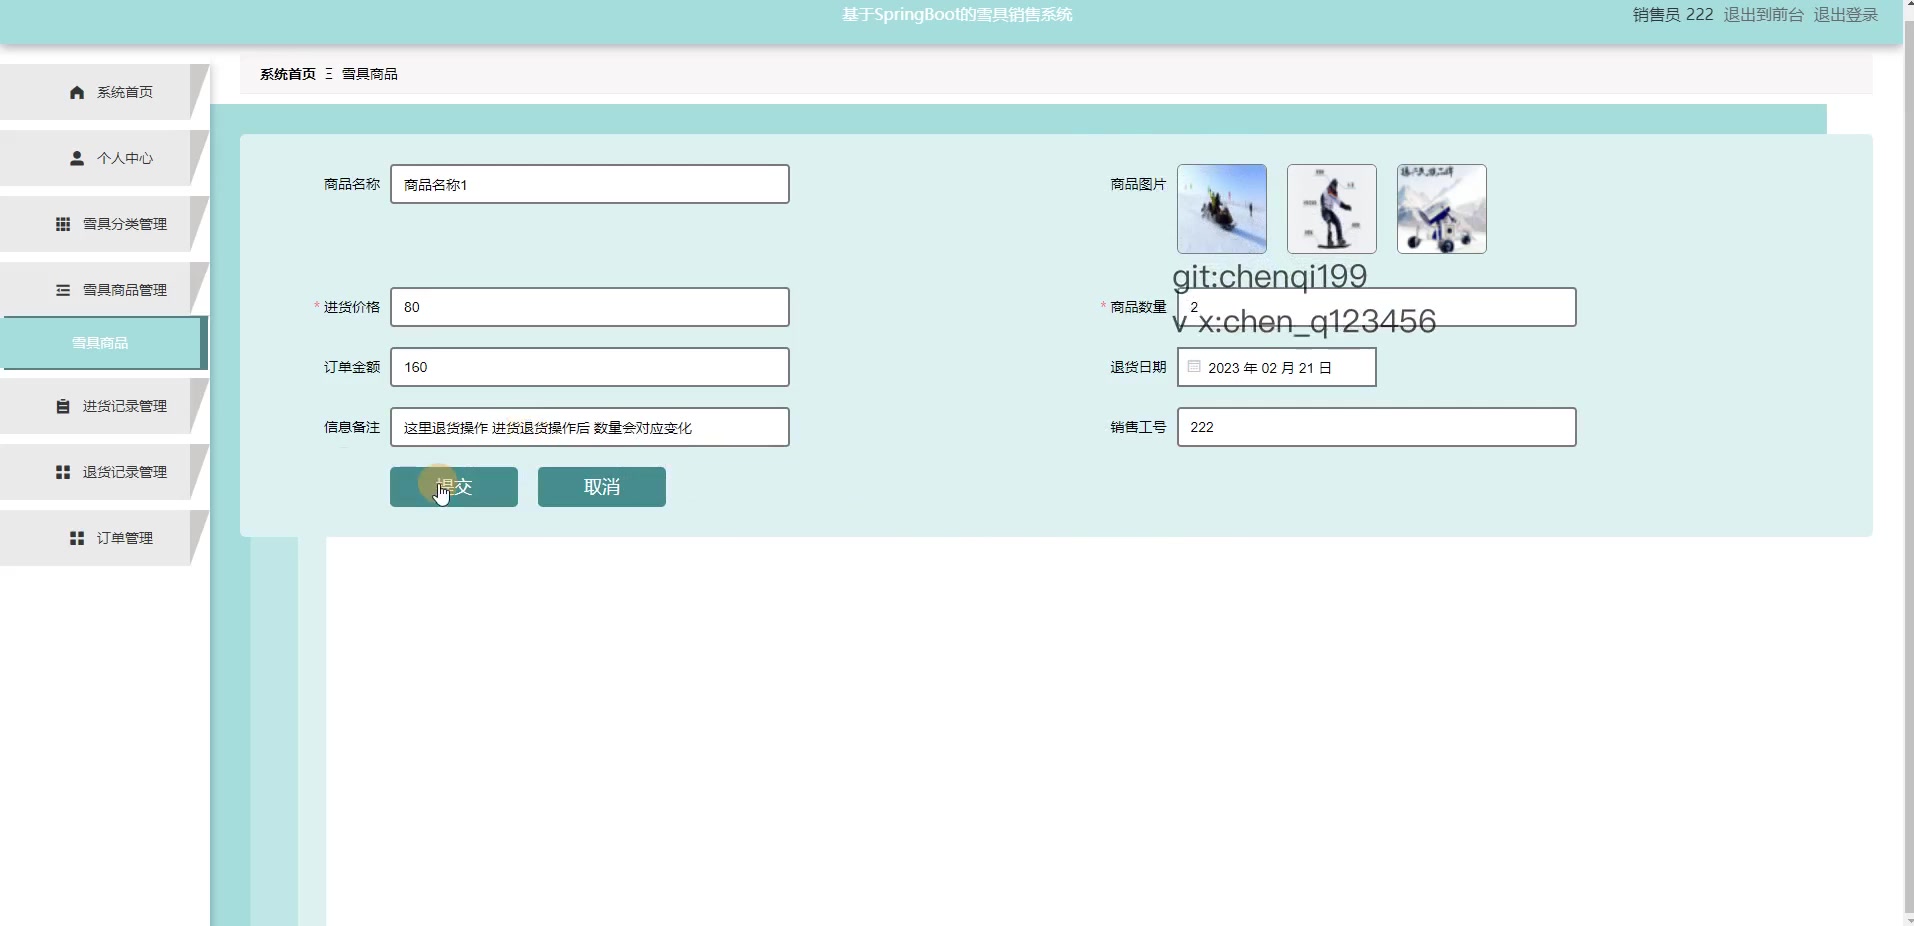 基于SpringBoot的雪具销售系统
销售员 222 退出到前台 退出登录
系统首页 Ξ 雪具商品
系统首页
个人中心
雪具分类管理
雪具商品管理
雪具商品
进货记录管理
退货记录管理
订单管理
商品名称 商品名称1
商品图片
git:chenqi199
* 进货价格 80
* 商品数量 2
v x:chen_q123456
订单金额 160
退货日期 2023 年 02 月 21 日
信息备注 这里退货操作 进货退货操作后 数量会对应变化
销售工号 222
提交 取消